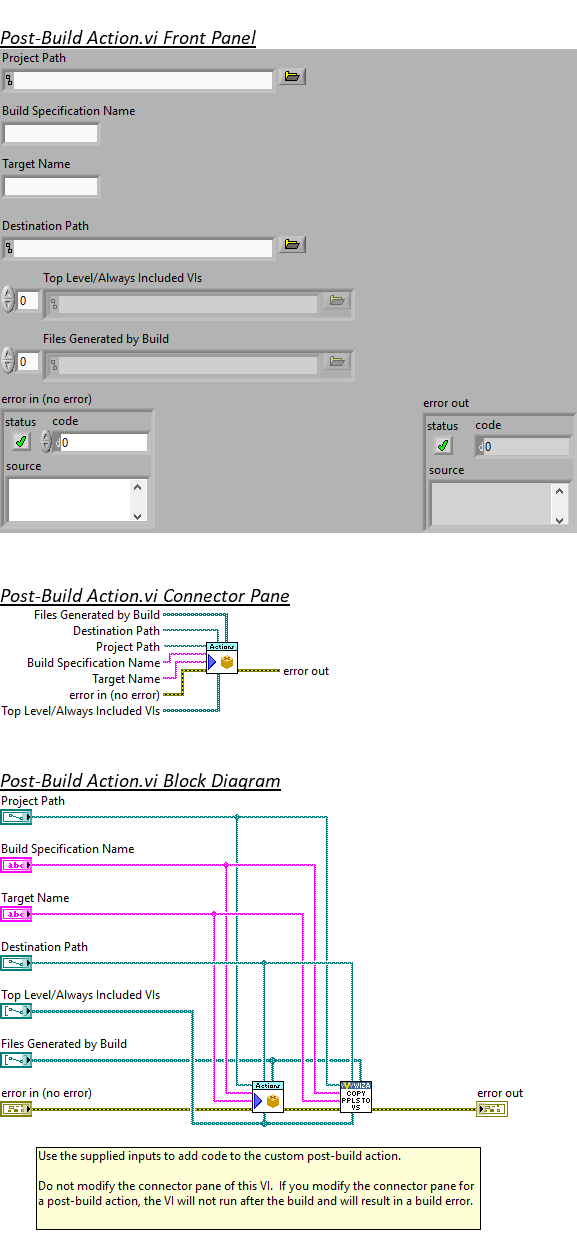 Post-Build Action.vi Front Panel
Project Path
Build Specification Name
Target Name
Destination Path
Top Level/Always Included VIs
0
Files Generated by Build
0
error in (no error)
status code
0
source
error out
status code
0
source
Post-Build Action.vi Connector Pane
Files Generated by Build
Destination Path
Project Path
Build Specification Name
Target Name
error in (no error)
Top Level/Always Included VIs
Actions
error out
Post-Build Action.vi Block Diagram
Project Path
Build Specification Name
abc
Target Name
abc
Destination Path
Top Level/Always Included VIs
Files Generated by Build
error in (no error)
Actions
COPY
PPLS TO
VS
error out
Use the supplied inputs to add code to the custom post-build action.
Do not modify the connector pane of this VI. If you modify the connector pane for
a post-build action, the VI will not run after the build and will result in a build error.